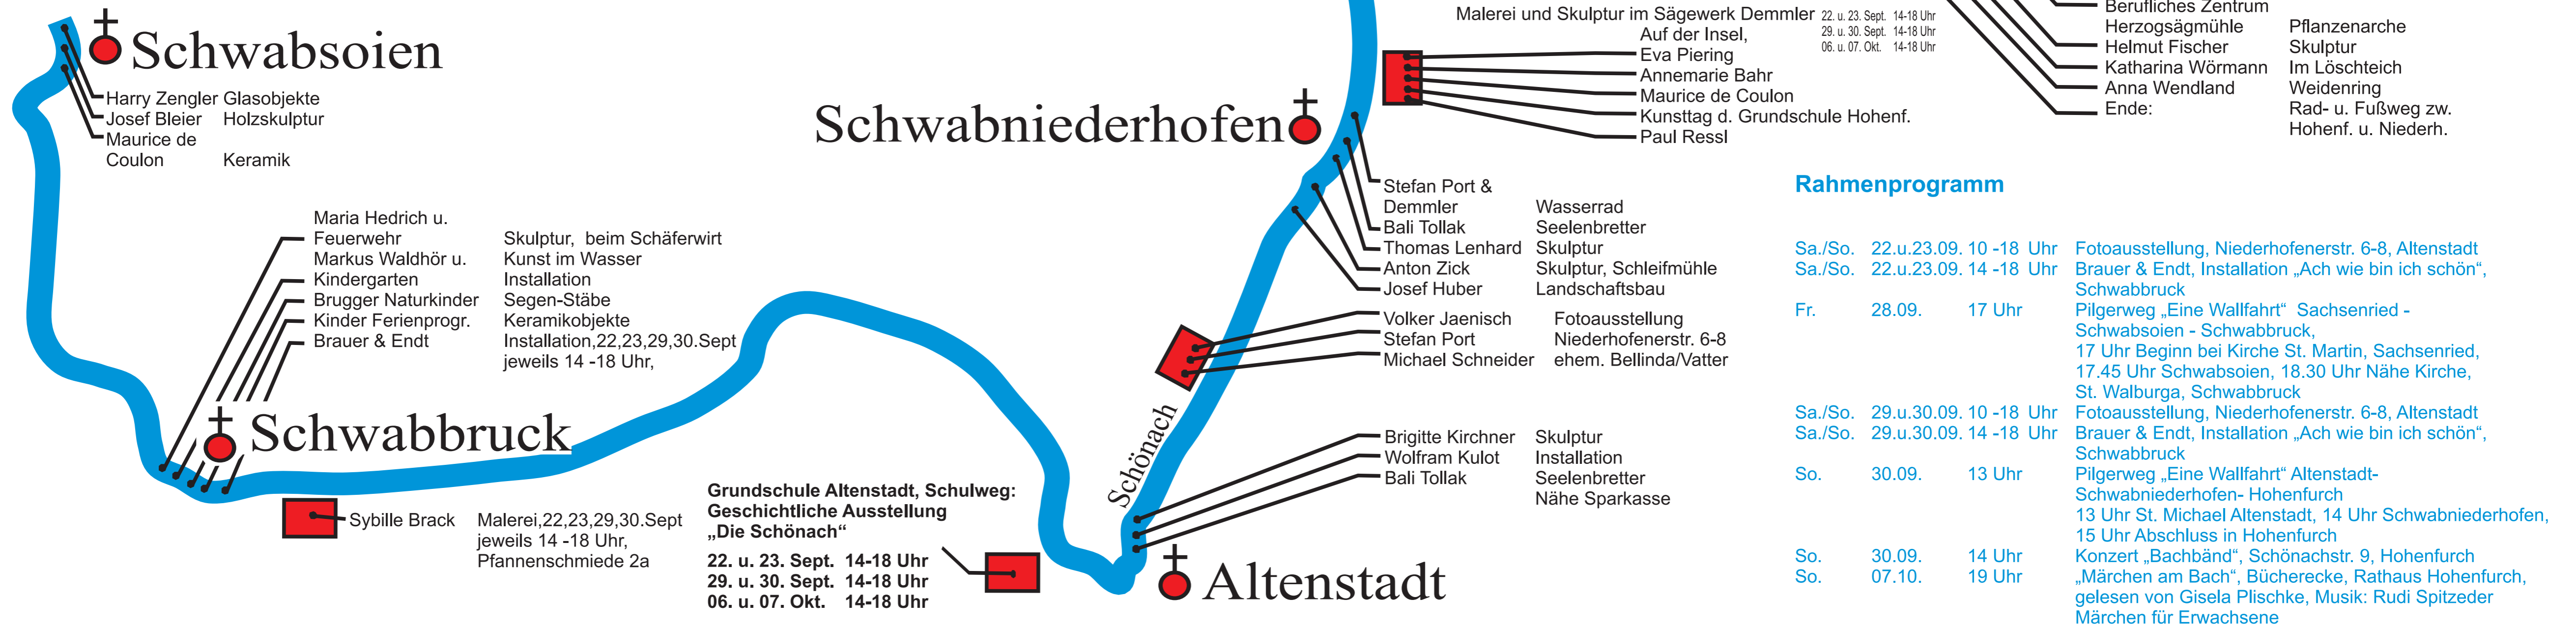 Schwabsoien
Harry Zengler Glasobjekte
Josef Bleier Holzskulptur
Maurice de
Coulon Keramik
Maria Hedrich u.
Feuerwehr Skulptur, beim Schäferwirt
Markus Waldhör u. Kunst im Wasser
Kindergarten Installation
Brugger Naturkinder Segen-Stäbe
Kinder Ferienprogr. Keramikobjekte
Brauer & Endt Installation,22,23,29,30.Sept
jeweils 14 -18 Uhr,
Schwabbruck
Sybille Brack Malerei,22,23,29,30.Sept
jeweils 14 -18 Uhr,
Pfannenschmiede 2a
Grundschule Altenstadt, Schulweg:
Geschichtliche Ausstellung
„Die Schönach“
22. u. 23. Sept. 14-18 Uhr
29. u. 30. Sept. 14-18 Uhr
06. u. 07. Okt. 14-18 Uhr
Altenstadt
Schönach
Schwabniederhofen
Malerei und Skulptur im Sägewerk Demmler 22. u. 23. Sept. 14-18 Uhr
Auf der Insel, 29. u. 30. Sept. 14-18 Uhr
06. u. 07. Okt. 14-18 Uhr
Eva Piering
Annemarie Bahr
Maurice de Coulon
Kunsttag d. Grundschule Hohenf.
Paul Ressl
Stefan Port &
Demmler Wasserrad
Bali Tollak Seelenbretter
Thomas Lenhard Skulptur
Anton Zick Skulptur, Schleifmühle
Josef Huber Landschaftsbau
Volker Jaenisch Fotoausstellung
Stefan Port Niederhofenerstr. 6-8
Michael Schneider ehem. Bellinda/Vatter
Brigitte Kirchner Skulptur
Wolfram Kulot Installation
Bali Tollak Seelenbretter
Nähe Sparkasse
Berufliches Zentrum
Herzogsägmühle Pflanzenarche
Helmut Fischer Skulptur
Katharina Wörmann Im Löschteich
Anna Wendland Weidenring
Ende: Rad- u. Fußweg zw.
Hohenf. u. Niederh.
Rahmenprogramm
Sa./So. 22.u.23.09. 10 -18 Uhr Fotoausstellung, Niederhofenerstr. 6-8, Altenstadt
Sa./So. 22.u.23.09. 14 -18 Uhr Brauer & Endt, Installation „Ach wie bin ich schön“,
Schwabbruck
Fr. 28.09. 17 Uhr Pilgerweg „Eine Wallfahrt“ Sachsenried -
Schwabsoien - Schwabbruck,
17 Uhr Beginn bei Kirche St. Martin, Sachsenried,
17.45 Uhr Schwabsoien, 18.30 Uhr Nähe Kirche,
St. Walburga, Schwabbruck
Sa./So. 29.u.30.09. 10 -18 Uhr Fotoausstellung, Niederhofenerstr. 6-8, Altenstadt
Sa./So. 29.u.30.09. 14 -18 Uhr Brauer & Endt, Installation „Ach wie bin ich schön“,
Schwabbruck
So. 30.09. 13 Uhr Pilgerweg „Eine Wallfahrt“ Altenstadt-
Schwabniederhofen- Hohenfurch
13 Uhr St. Michael Altenstadt, 14 Uhr Schwabniederhofen,
15 Uhr Abschluss in Hohenfurch
So. 30.09. 14 Uhr Konzert „Bachbänd“, Schönachstr. 9, Hohenfurch
So. 07.10. 19 Uhr „Märchen am Bach“, Bücherecke, Rathaus Hohenfurch,
gelesen von Gisela Plischke, Musik: Rudi Spitzeder
Märchen für Erwachsene